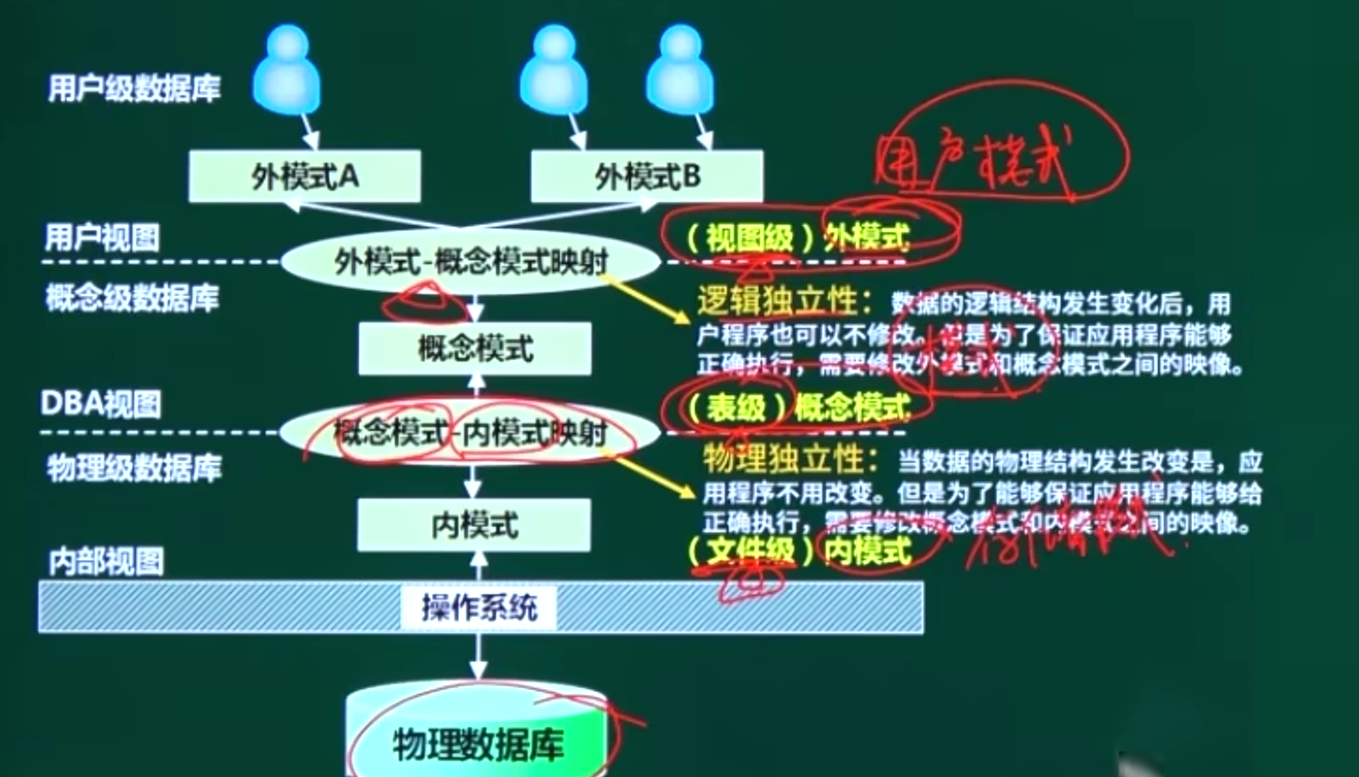 用户级数据库
外模式A
外模式B
用户模式
用户视图
（视图级）外模式
外模式-概念模式映射
概念级数据库
逻辑独立性：数据的逻辑结构发生变化后，用
户程序也可以不修改。但是为了保证应用程序能够
正确执行，需要修改外模式和概念模式之间的映像。
模式
概念模式
DBA视图
（表级）概念模式
概念模式-内模式映射
物理级数据库
物理独立性：当数据的物理结构发生改变是，应
用程序不用改变。但是为了能够保证应用程序能够给
正确执行，需要修改概念模式和内模式之间的映像。
内模式
内部视图
（文件级）内模式
操作系统
物理数据库